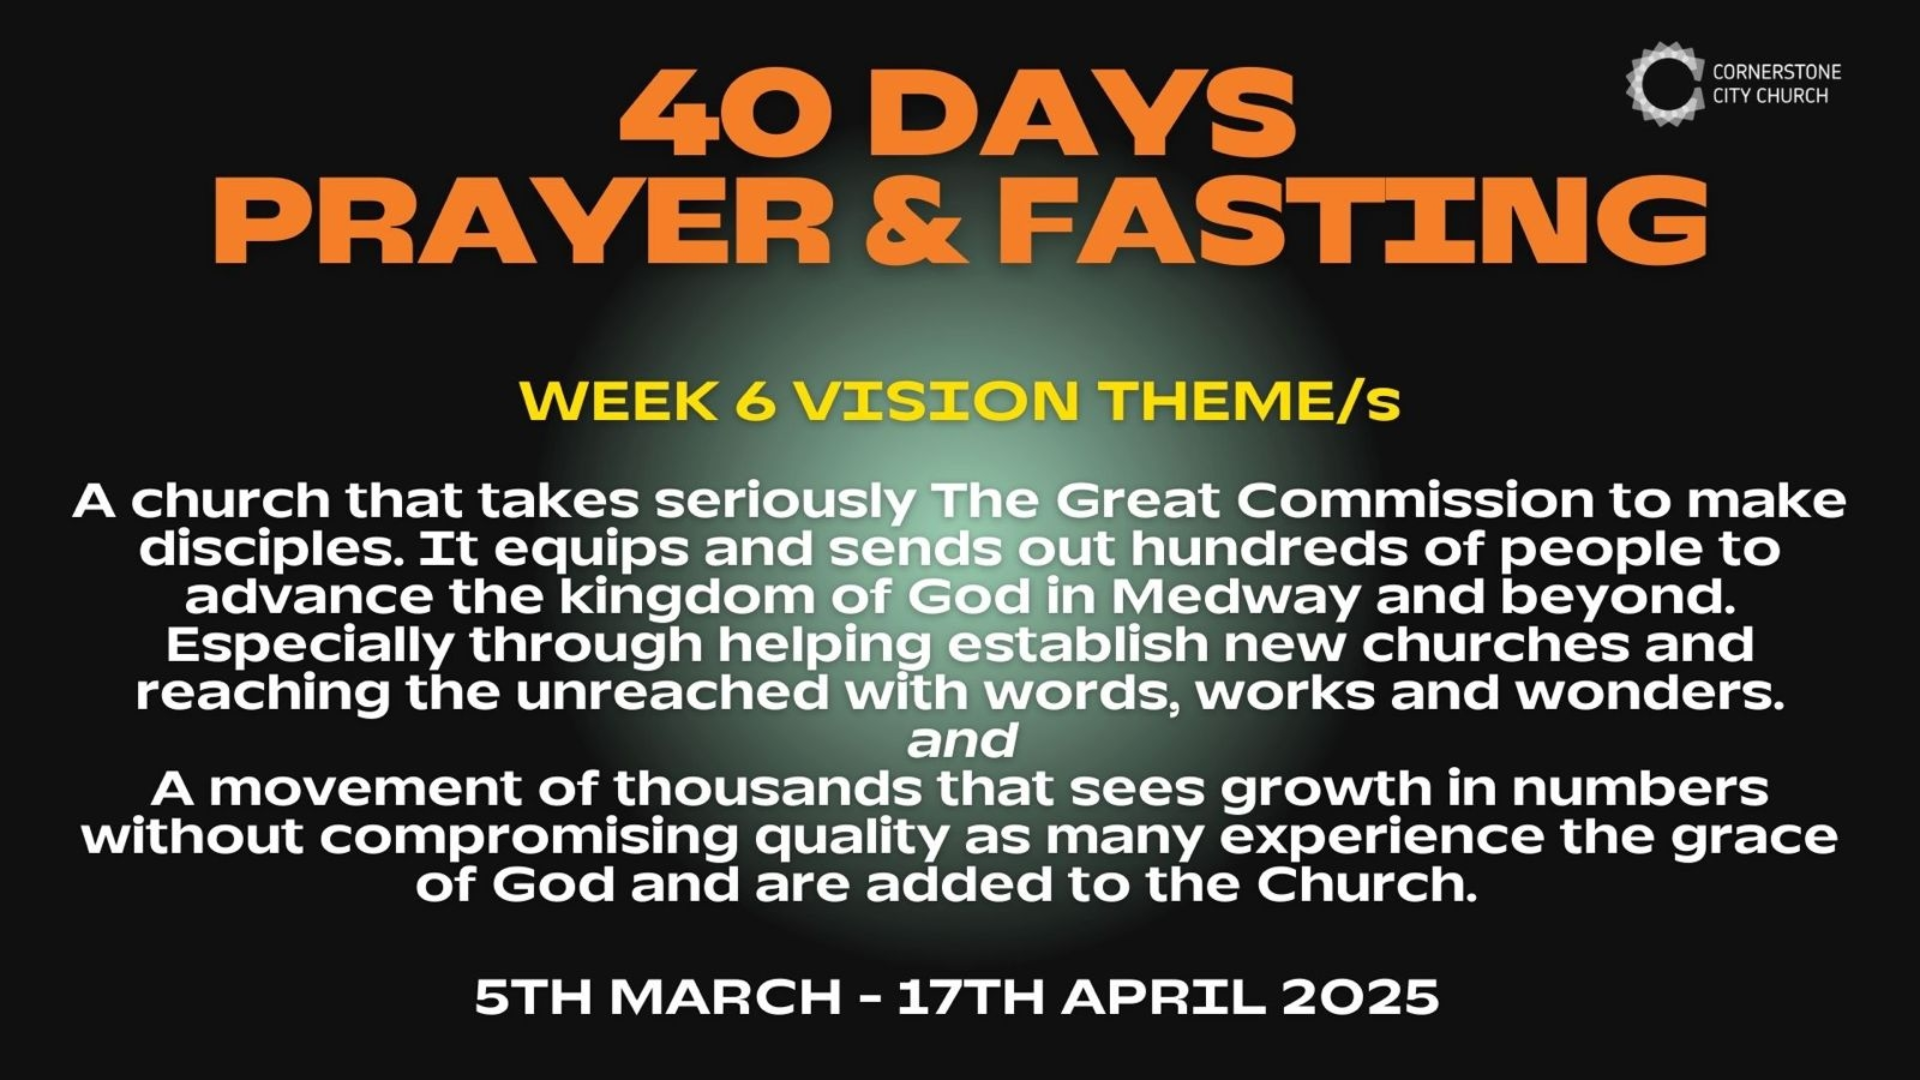 CORNERSTONE
CITY CHURCH
40 DAYS
PRAYER & FASTING
WEEK 6 VISION THEME/s
A church that takes seriously The Great Commission to make
disciples. It equips and sends out hundreds of people to
advance the kingdom of God in Medway and beyond.
Especially through helping establish new churches and
reaching the unreached with words, works and wonders.
and
A movement of thousands that sees growth in numbers
without compromising quality as many experience the grace
of God and are added to the Church.
5TH MARCH - 17TH APRIL 2025